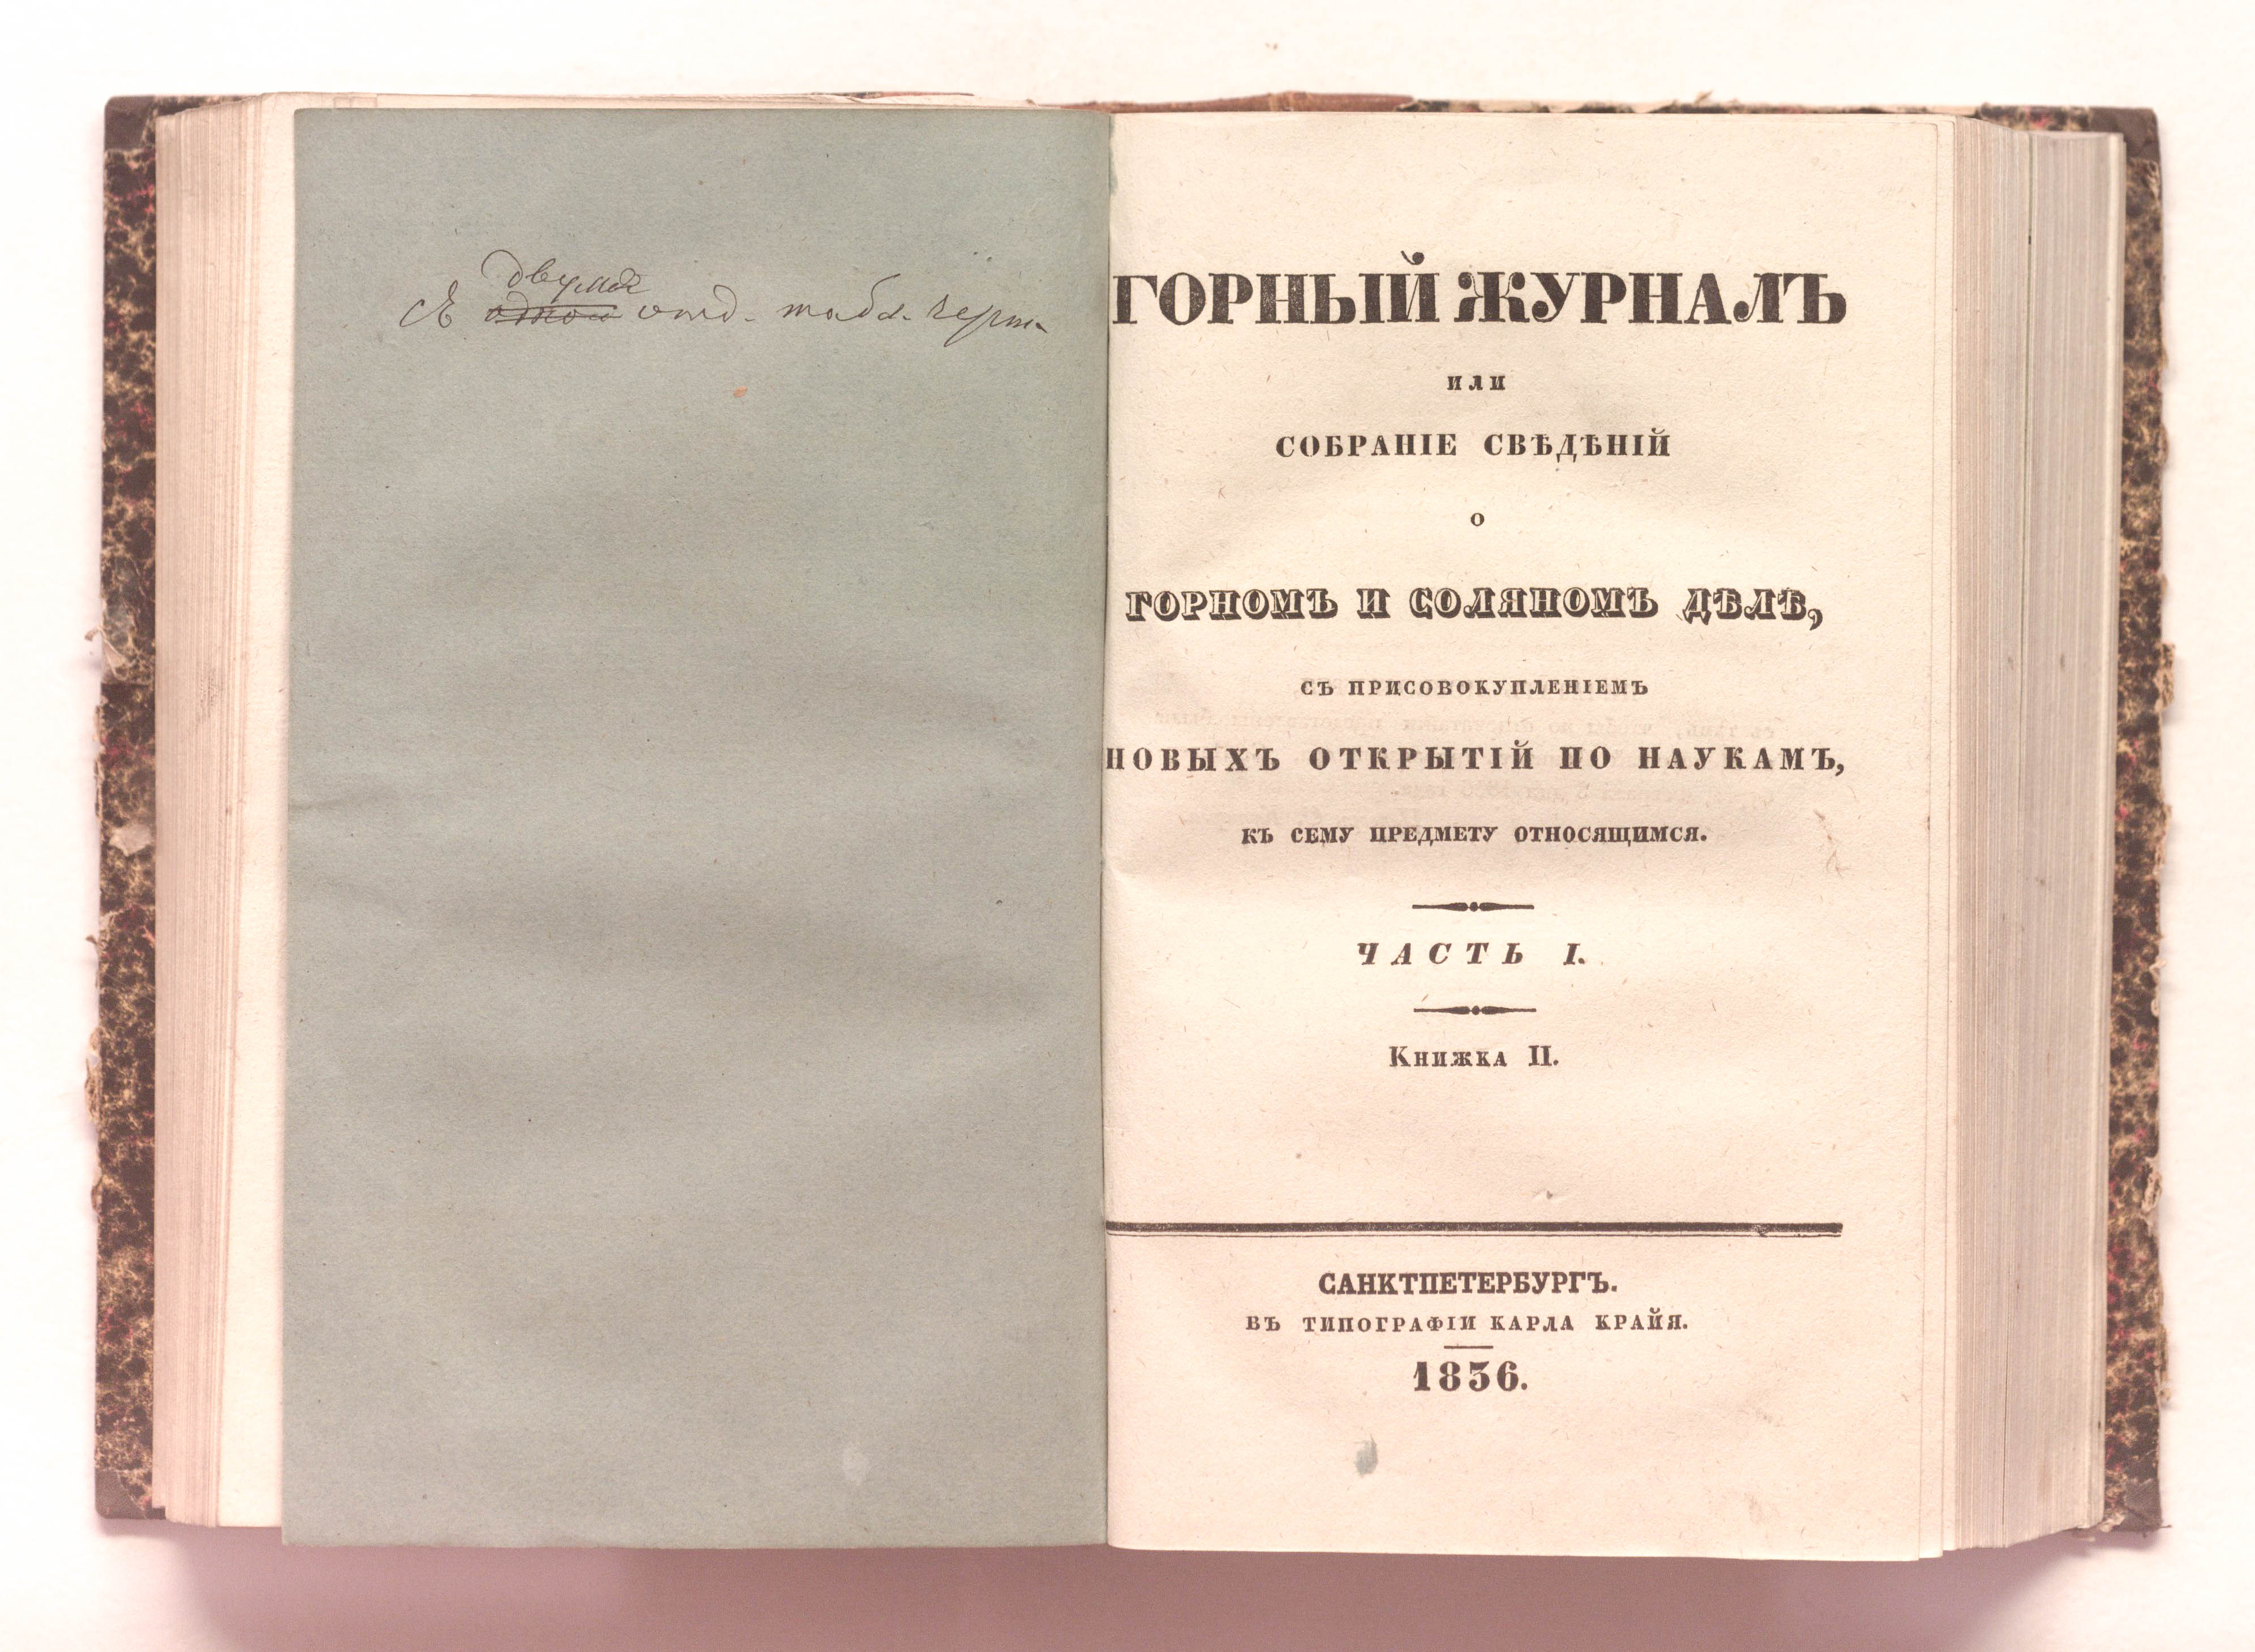 двумя
съ одною отд. табл. черт.
ГОРНЫЙ ЖУРНАЛЪ
ИЛИ
СОБРАНІЕ СВѢДѢНІЙ
О
ГОРНОМЪ И СОЛЯНОМЪ ДѢЛѢ,
СЪ ПРИСОВОКУПЛЕНІЕМЪ
НОВЫХЪ ОТКРЫТІЙ ПО НАУКАМЪ,
КЪ СЕМУ ПРЕДМЕТУ ОТНОСЯЩИМСЯ.
ЧАСТЬ I.
Книжка II.
САНКТПЕТЕРБУРГЪ.
ВЪ ТИПОГРАФІИ КАРЛА КРАЙЯ.
1836.